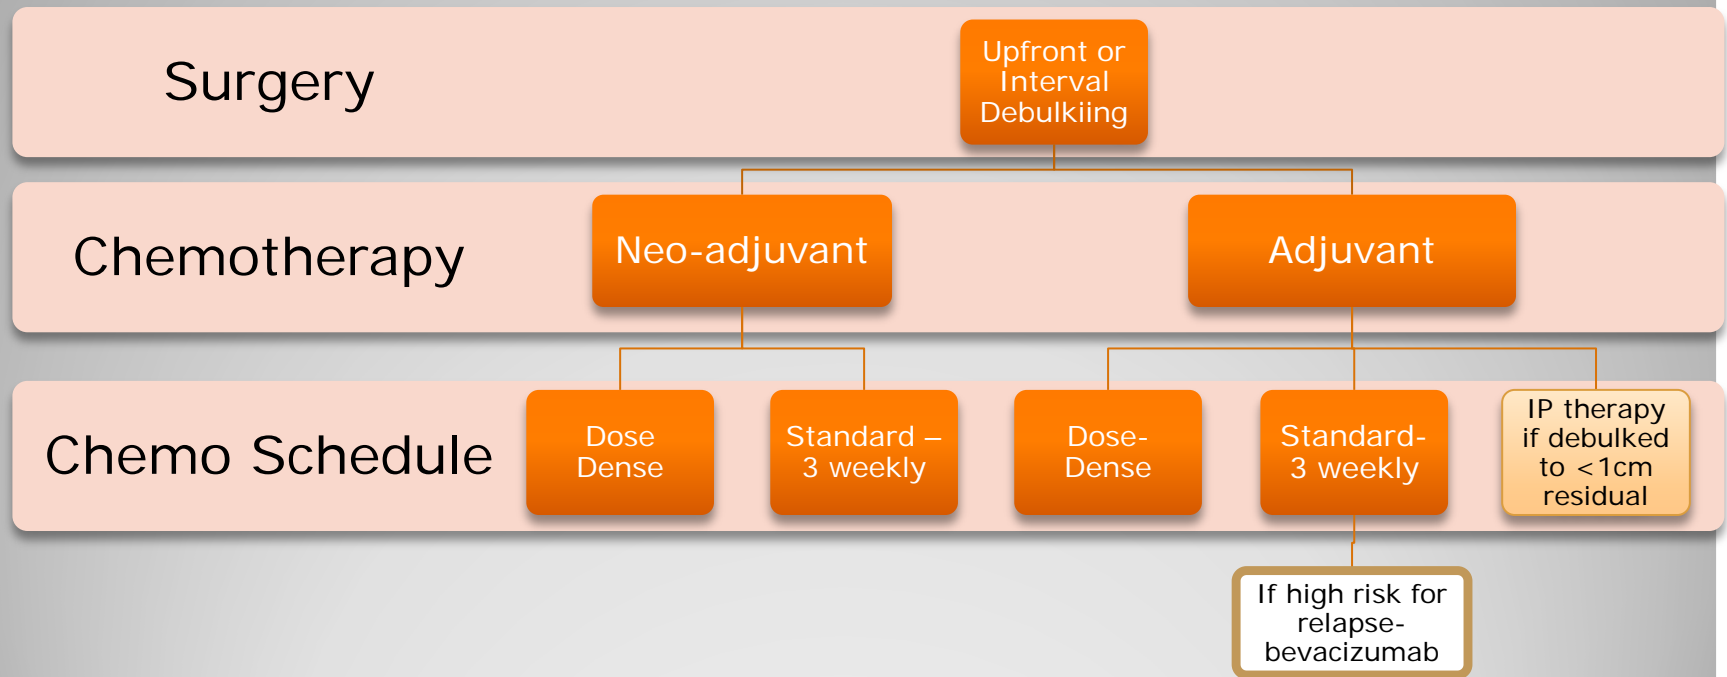 Surgery
Upfront or
Interval
Debulkiing
Chemotherapy
Neo-adjuvant
Adjuvant
Chemo Schedule
Dose
Dense
Standard –
3 weekly
Dose-
Dense
Standard-
3 weekly
IP therapy
if debulked
to <1cm
residual
If high risk for
relapse-
bevacizumab